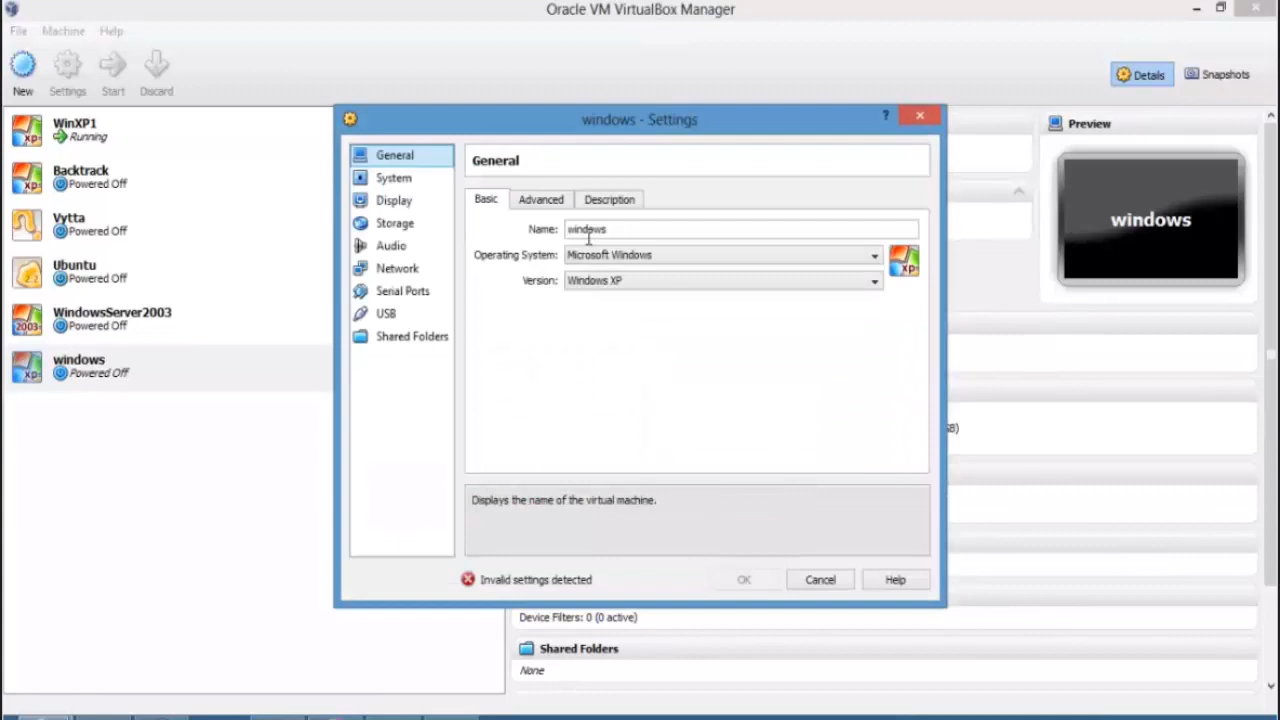 Oracle VM VirtualBox Manager
File Machine Help
New Settings Start Discard
Details Snapshots
WinXP1
Running
Backtrack
Powered Off
Vytta
Powered Off
Ubuntu
Powered Off
WindowsServer2003
Powered Off
windows
Powered Off
windows - Settings
?
General
System
Display
Storage
Audio
Network
Serial Ports
USB
Shared Folders
General
Basic Advanced Description
Name: windows
Operating System: Microsoft Windows
Version: Windows XP
Displays the name of the virtual machine.
Invalid settings detected
OK Cancel Help
Preview
windows
Device Filters: 0 (0 active)
Shared Folders
None